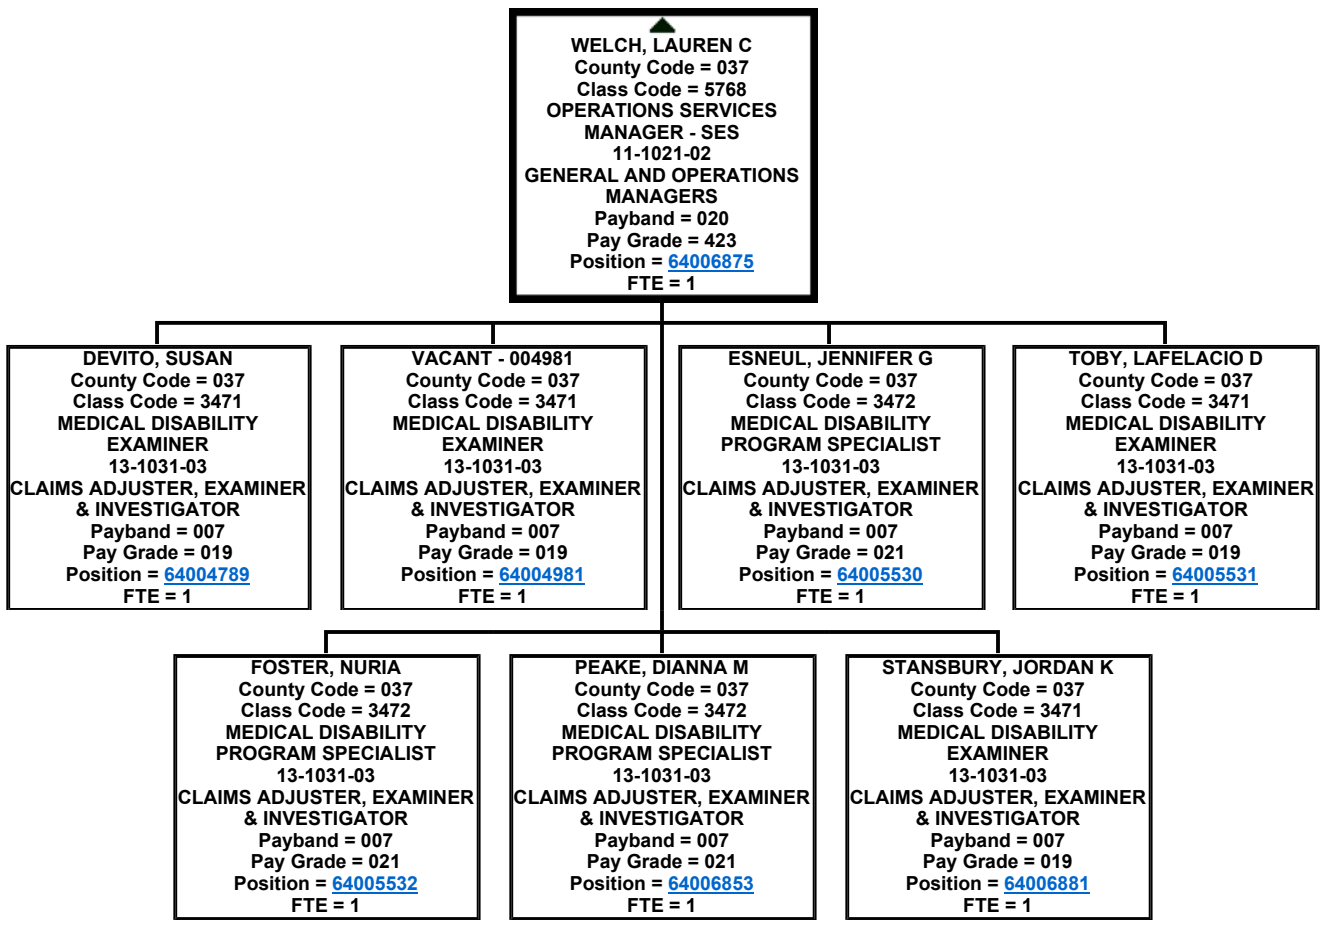 WELCH, LAUREN C
County Code = 037
Class Code = 5768
OPERATIONS SERVICES
MANAGER - SES
11-1021-02
GENERAL AND OPERATIONS
MANAGERS
Payband = 020
Pay Grade = 423
Position = 64006875
FTE = 1
DEVITO, SUSAN
County Code = 037
Class Code = 3471
MEDICAL DISABILITY
EXAMINER
13-1031-03
CLAIMS ADJUSTER, EXAMINER
& INVESTIGATOR
Payband = 007
Pay Grade = 019
Position = 64004789
FTE = 1
VACANT - 004981
County Code = 037
Class Code = 3471
MEDICAL DISABILITY
EXAMINER
13-1031-03
CLAIMS ADJUSTER, EXAMINER
& INVESTIGATOR
Payband = 007
Pay Grade = 019
Position = 64004981
FTE = 1
ESNEUL, JENNIFER G
County Code = 037
Class Code = 3472
MEDICAL DISABILITY
PROGRAM SPECIALIST
13-1031-03
CLAIMS ADJUSTER, EXAMINER
& INVESTIGATOR
Payband = 007
Pay Grade = 021
Position = 64005530
FTE = 1
TOBY, LAFELACIO D
County Code = 037
Class Code = 3471
MEDICAL DISABILITY
EXAMINER
13-1031-03
CLAIMS ADJUSTER, EXAMINER
& INVESTIGATOR
Payband = 007
Pay Grade = 019
Position = 64005531
FTE = 1
FOSTER, NURIA
County Code = 037
Class Code = 3472
MEDICAL DISABILITY
PROGRAM SPECIALIST
13-1031-03
CLAIMS ADJUSTER, EXAMINER
& INVESTIGATOR
Payband = 007
Pay Grade = 021
Position = 64005532
FTE = 1
PEAKE, DIANNA M
County Code = 037
Class Code = 3472
MEDICAL DISABILITY
PROGRAM SPECIALIST
13-1031-03
CLAIMS ADJUSTER, EXAMINER
& INVESTIGATOR
Payband = 007
Pay Grade = 021
Position = 64006853
FTE = 1
STANSBURY, JORDAN K
County Code = 037
Class Code = 3471
MEDICAL DISABILITY
EXAMINER
13-1031-03
CLAIMS ADJUSTER, EXAMINER
& INVESTIGATOR
Payband = 007
Pay Grade = 019
Position = 64006881
FTE = 1